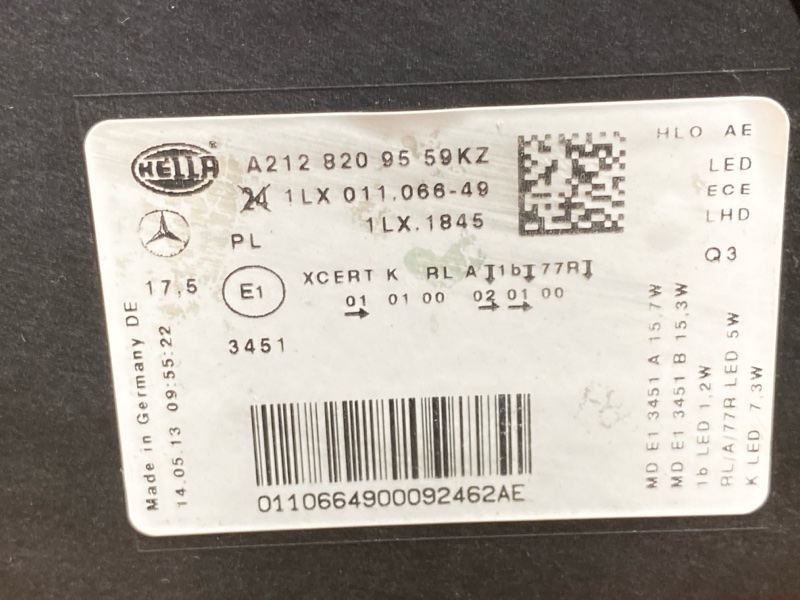 HELLA®
A212 820 95 59KZ
24 1LX 011.066-49
1LX.1845
PL
HLO AE
LED
ECE
LHD
Q3
17,5
E1
XCERT K RL A 1b 77R
01 01 00 02 01 00
3451
0110664900092462AE
Made in Germany DE
14.05.13 09:55:22
MD E1 3451 A 15,7W
MD E1 3451 B 15,3W
1b LED 1,2W
RL/A/77R LED 5W
K LED 7,3W